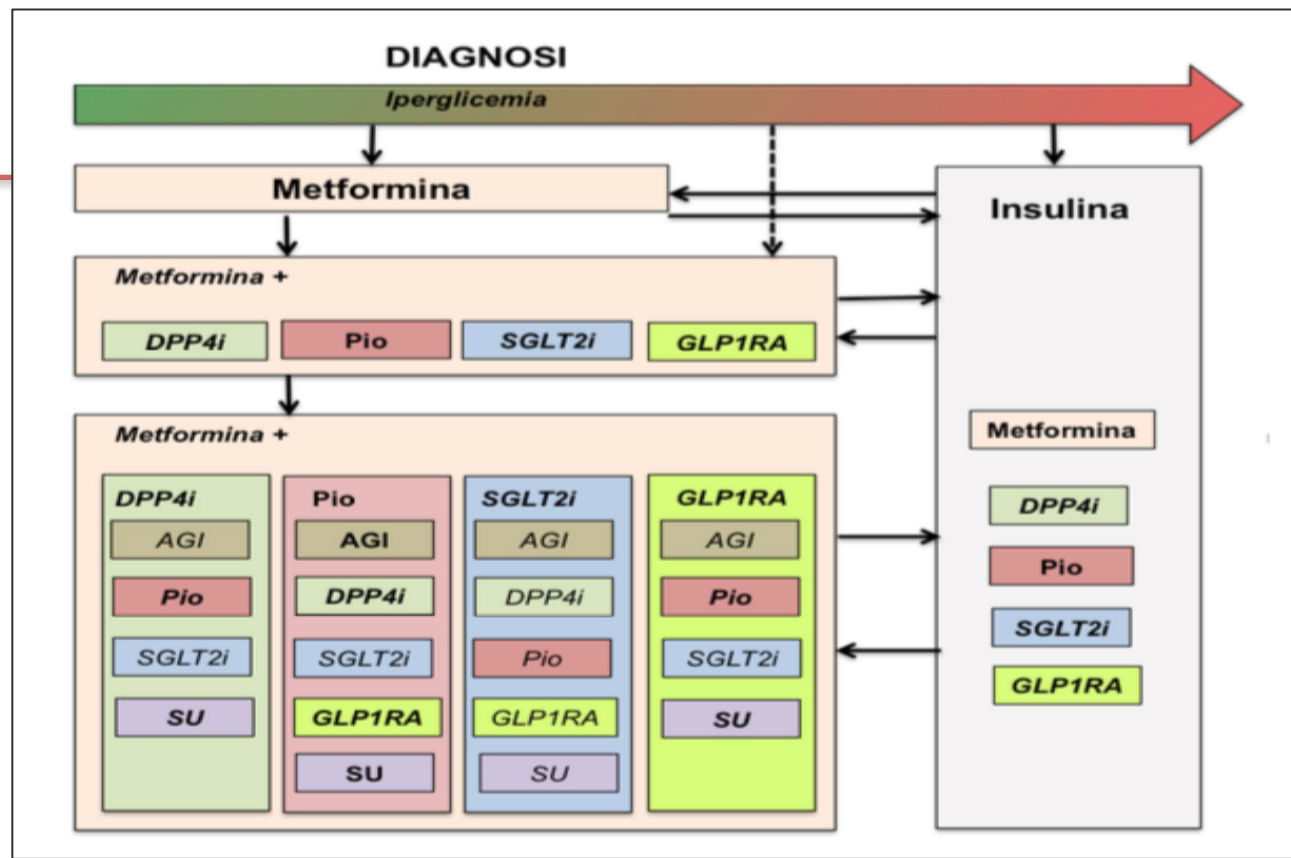 DIAGNOSI
Iperglicemia
Metformina
Insulina
Metformina +
DPP4i
Pio
SGLT2i
GLP1RA
Metformina +
DPP4i
AGI
Pio
SGLT2i
SU
Pio
AGI
DPP4i
SGLT2i
GLP1RA
SU
SGLT2i
AGI
DPP4i
Pio
GLP1RA
SU
GLP1RA
AGI
Pio
SGLT2i
SU
Metformina
DPP4i
Pio
SGLT2i
GLP1RA